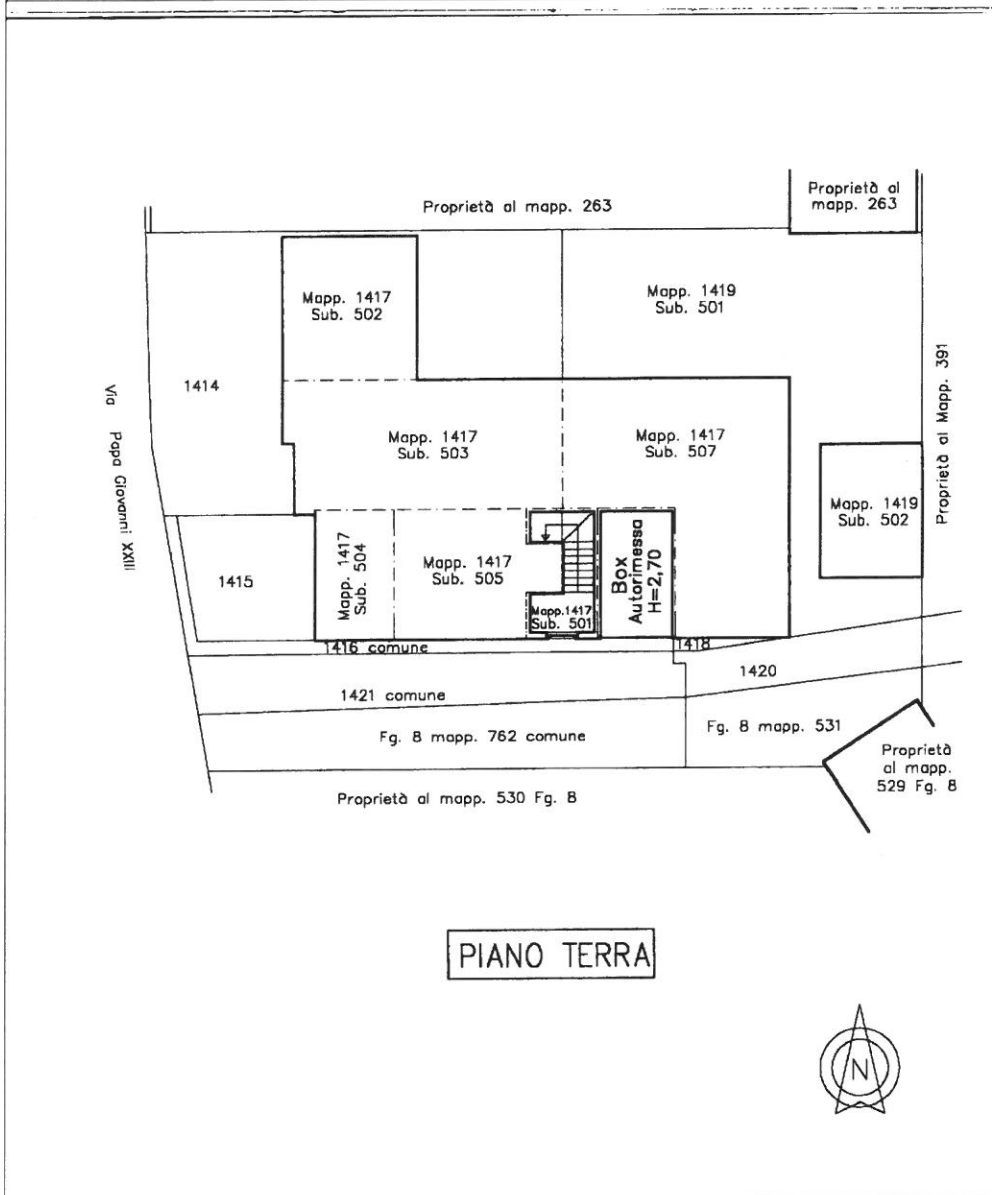 Proprietà al
mapp. 263
Proprietà al mapp. 263
Mapp. 1417
Sub. 502
Mapp. 1419
Sub. 501
1414
Via Papa Giovanni XXIII
Mapp. 1417
Sub. 503
Mapp. 1417
Sub. 507
Proprietà al Mapp. 391
Mapp. 1419
Sub. 502
1415
Mapp. 1417
Sub. 504
Mapp. 1417
Sub. 505
Box
Autorimessa
H=2,70
Mapp.1417
Sub. 501
1416 comune
1418
1420
1421 comune
Fg. 8 mapp. 762 comune
Fg. 8 mapp. 531
Proprietà
al mapp.
529 Fg. 8
Proprietà al mapp. 530 Fg. 8
PIANO TERRA
N